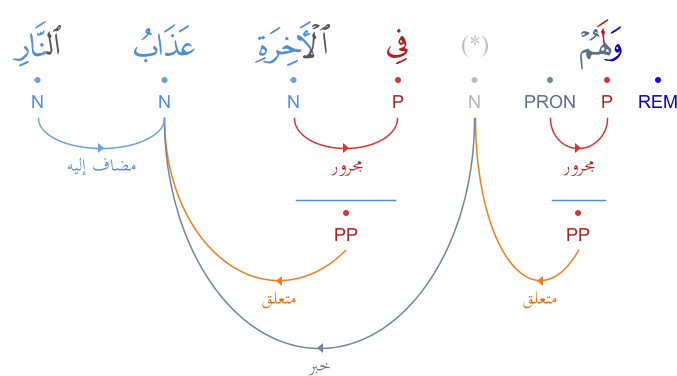 وَلَهُمْ (*) فِى ٱلْـَٔاخِرَةِ عَذَابُ ٱلنَّارِ
REM P PRON N P N N N
مجرور مجرور مضاف إليه
PP PP
متعلق متعلق
خبر